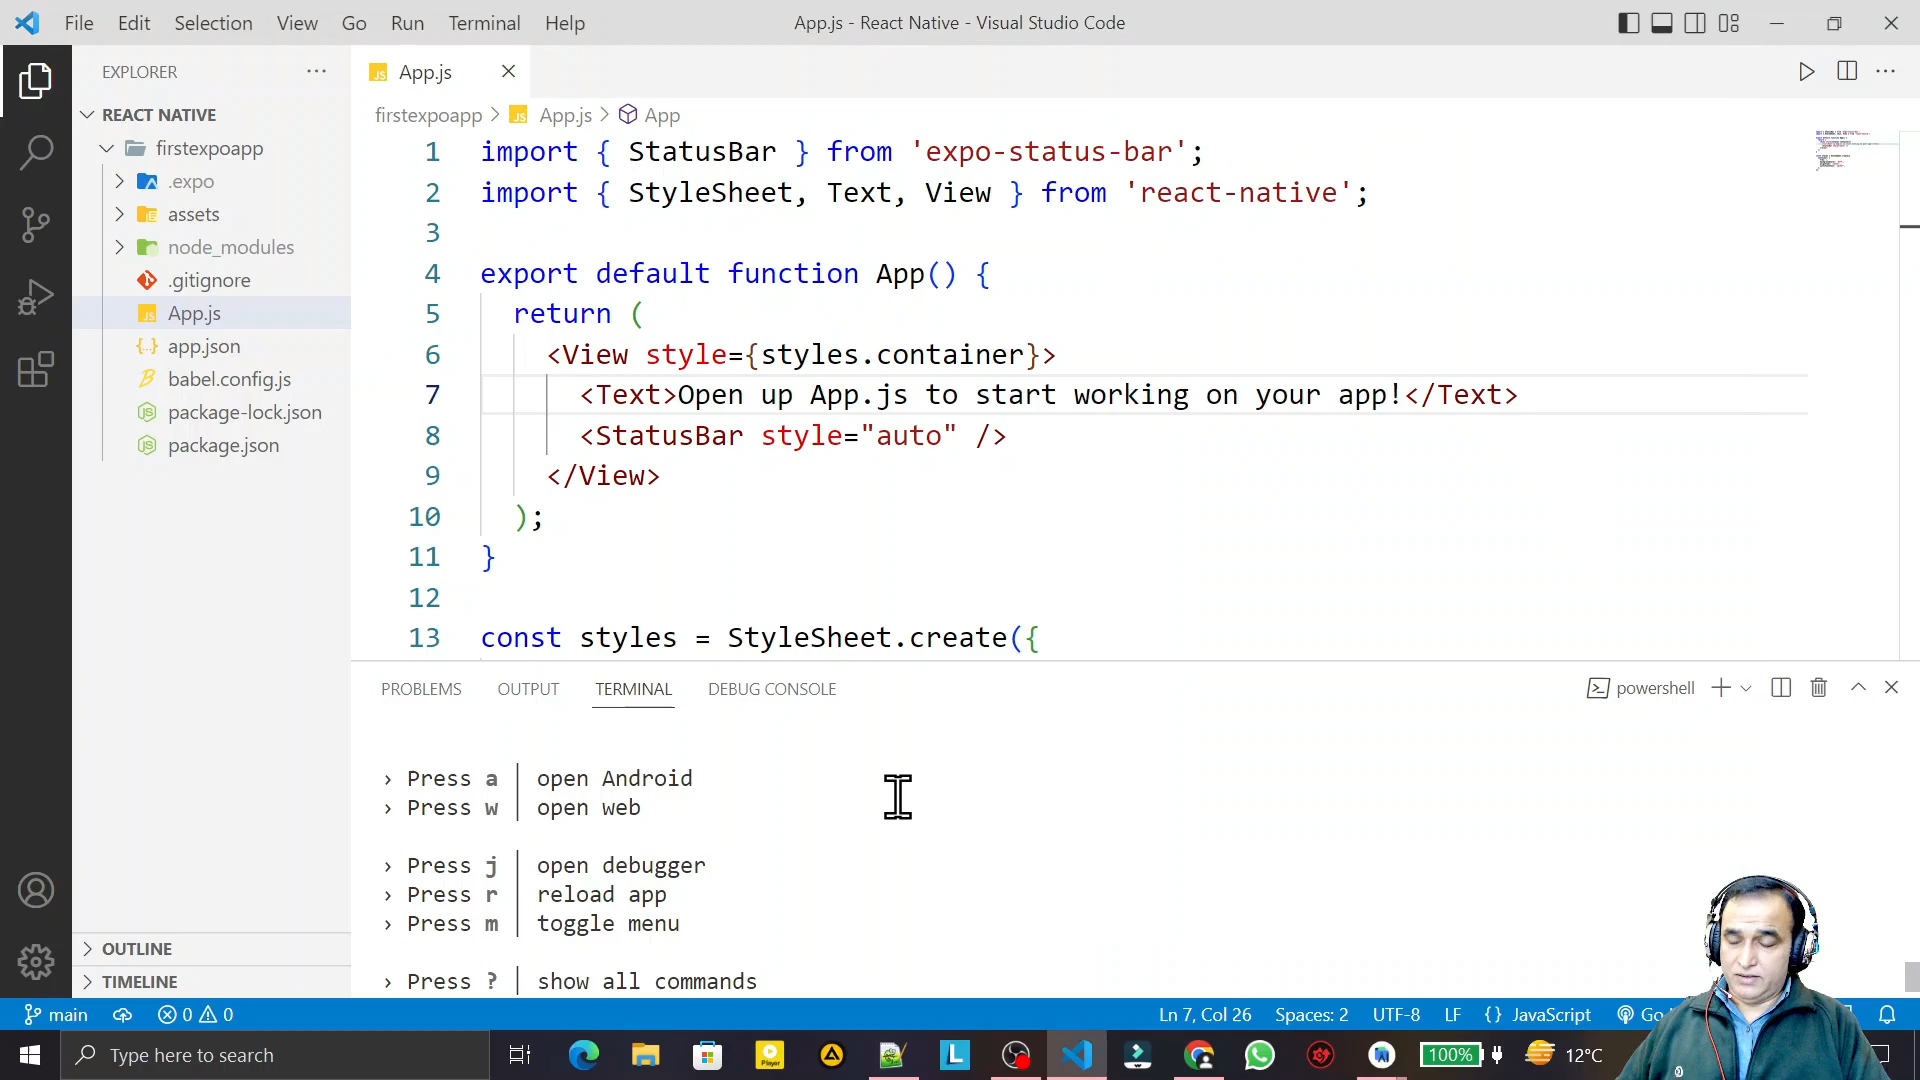 File Edit Selection View Go Run Terminal Help
App.js - React Native - Visual Studio Code
EXPLORER
REACT NATIVE
firstexpoapp
.expo
assets
node_modules
.gitignore
App.js
app.json
babel.config.js
package-lock.json
package.json
OUTLINE
TIMELINE
App.js
firstexpoapp > App.js > App
1 import { StatusBar } from 'expo-status-bar';
2 import { StyleSheet, Text, View } from 'react-native';
3
4 export default function App() {
5 return (
6 <View style={styles.container}>
7 <Text>Open up App.js to start working on your app!</Text>
8 <StatusBar style="auto" />
9 </View>
10 );
11 }
12
13 const styles = StyleSheet.create({
PROBLEMS OUTPUT TERMINAL DEBUG CONSOLE
powershell
› Press a │ open Android
› Press w │ open web
› Press j │ open debugger
› Press r │ reload app
› Press m │ toggle menu
› Press ? │ show all commands
main 0 0
Ln 7, Col 26 Spaces: 2 UTF-8 LF {} JavaScript Go
Type here to search
100% 12°C